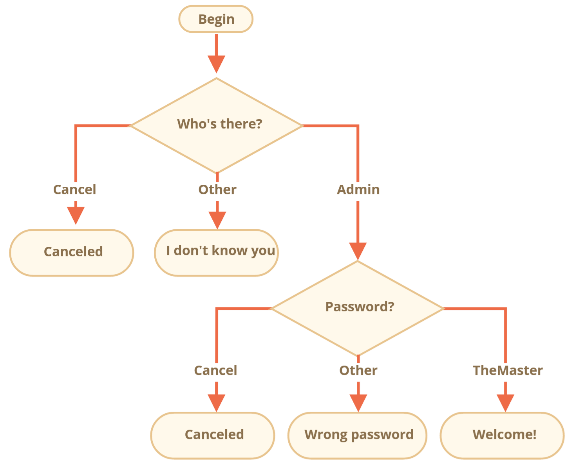 Begin
Who's there?
Cancel
Other
Admin
Canceled
I don't know you
Password?
Cancel
Other
TheMaster
Canceled
Wrong password
Welcome!